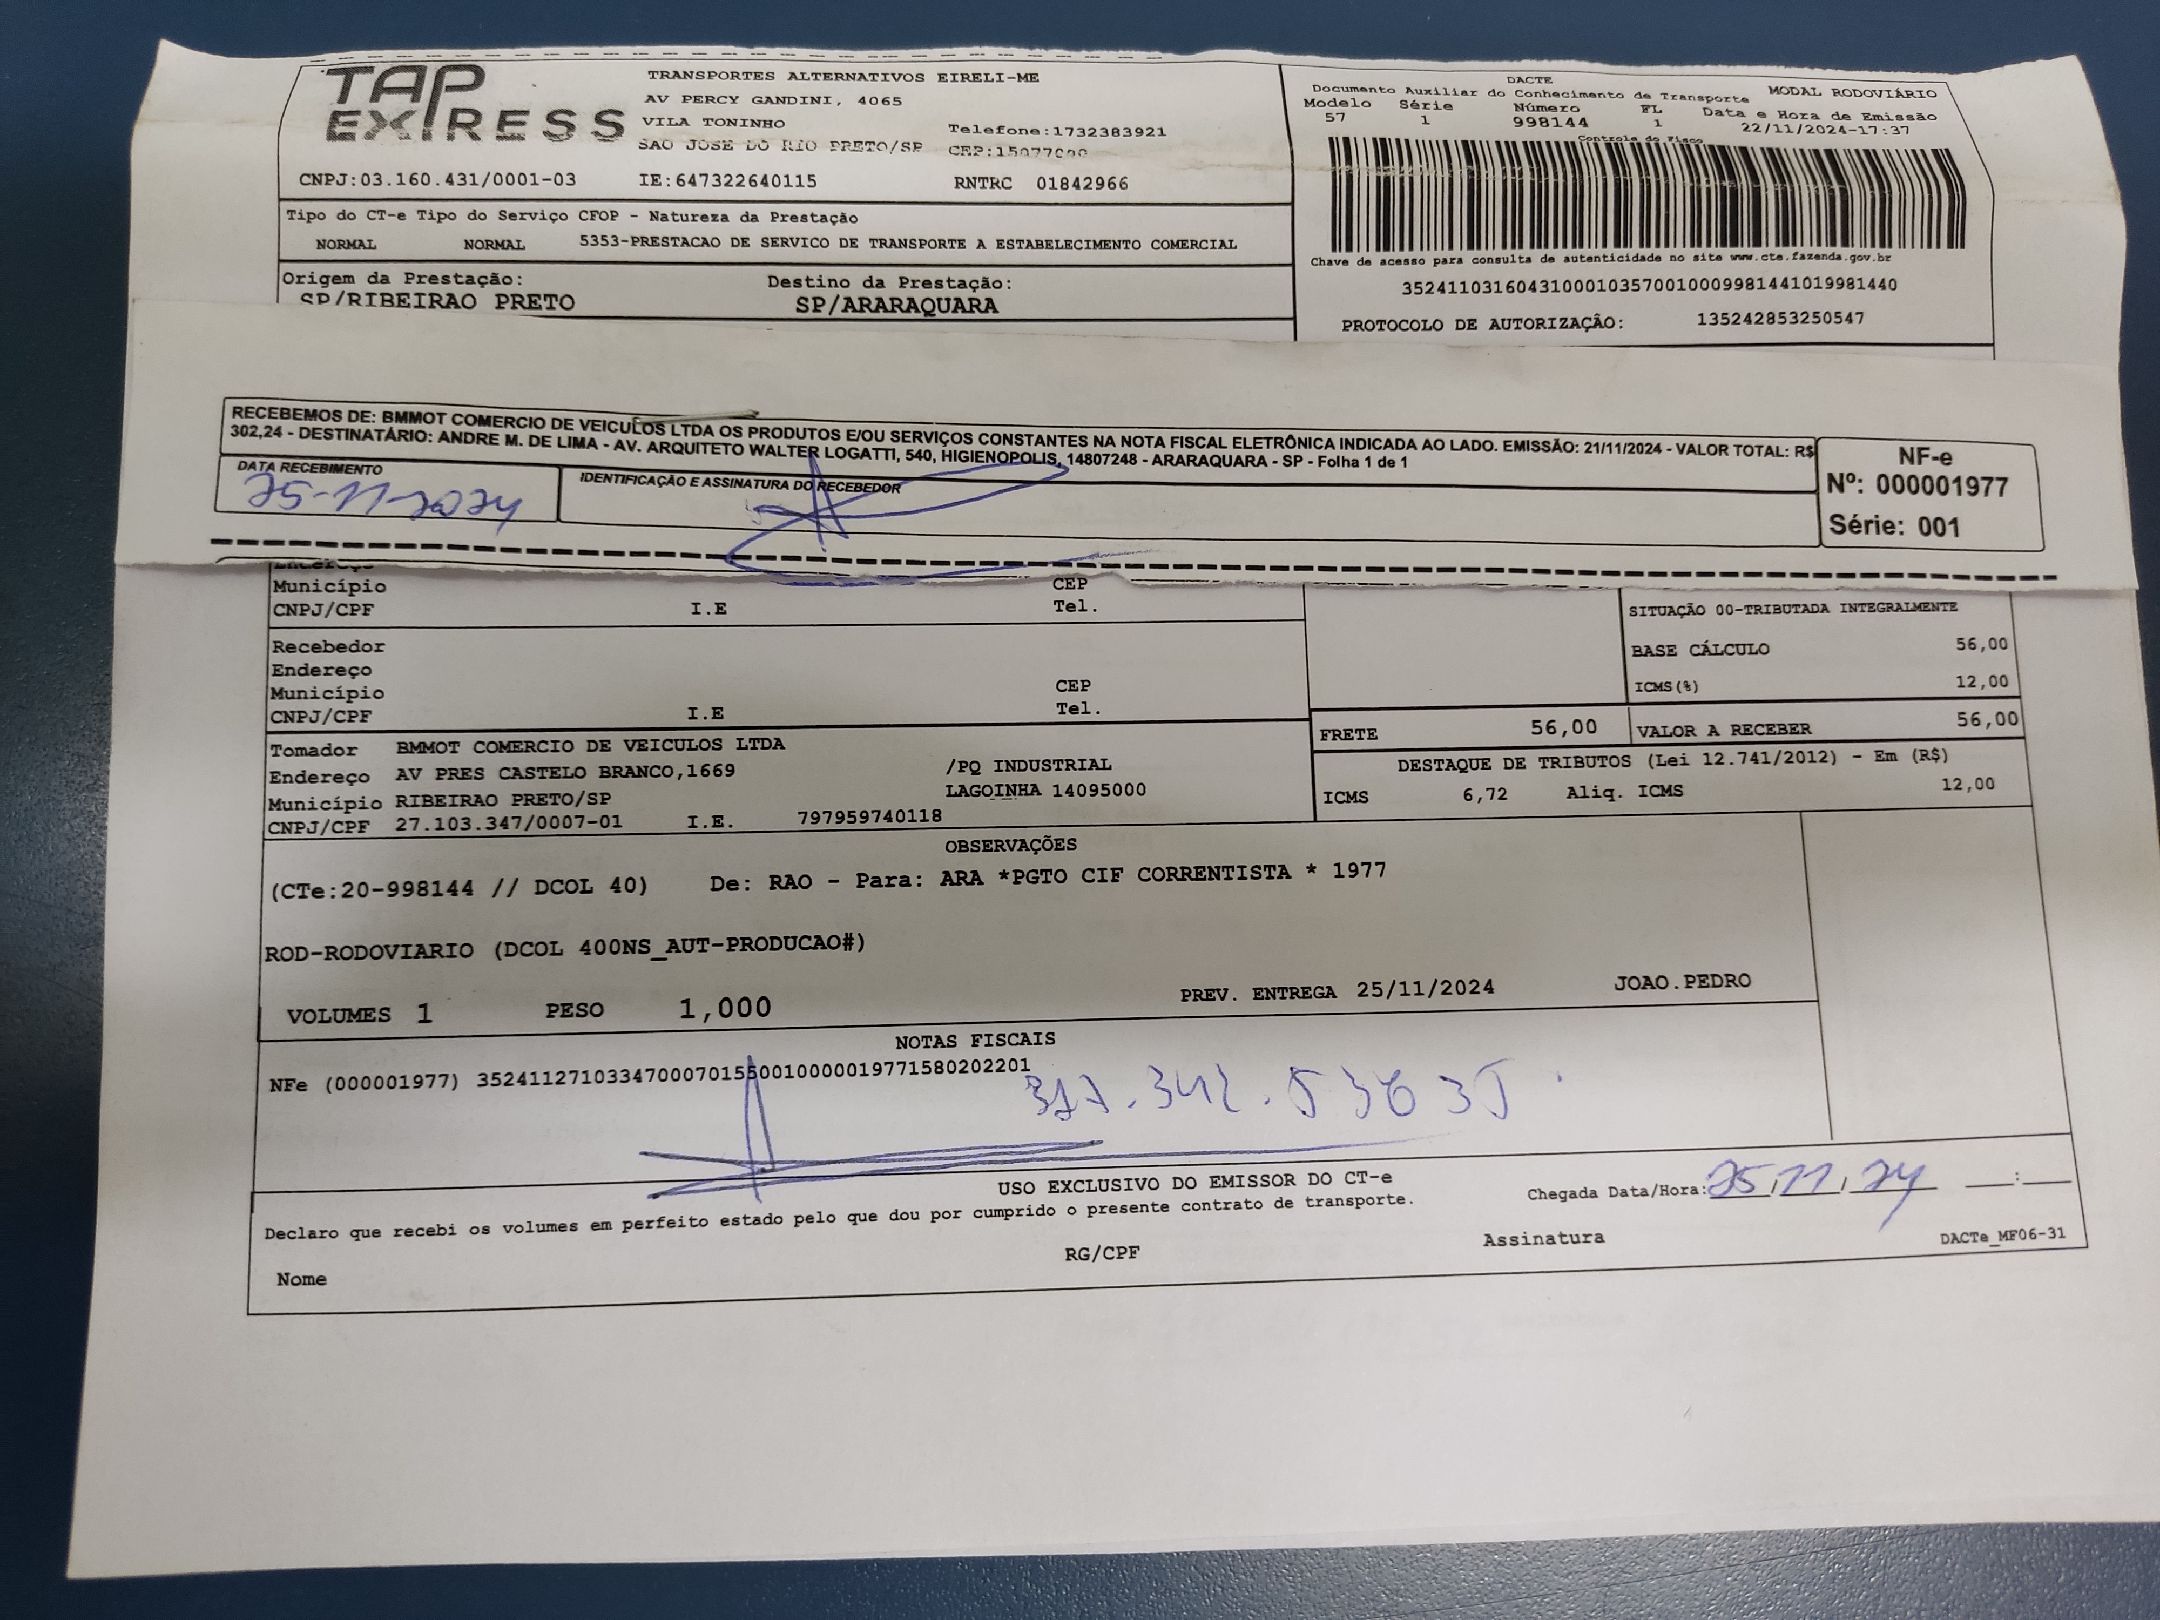 TAP EXPRESS
TRANSPORTES ALTERNATIVOS EIRELI-ME
AV PERCY GANDINI, 4065
VILA TONINHO Telefone:1732383921
SAO JOSE DO RIO PRETO/SP CEP:
CNPJ:03.160.431/0001-03 IE:647322640115 RNTRC 01842966
DACTE MODAL RODOVIÁRIO
Documento Auxiliar do Conhecimento de Transporte
Modelo Série Número FL Data e Hora de Emissão
57 1 998144 1 22/11/2024-17:37
Controle do Fisco
Chave de acesso para consulta de autenticidade no site www.cte.fazenda.gov.br
35241103160431000103570010009981441019981440
PROTOCOLO DE AUTORIZAÇÃO: 135242853250547
Tipo do CT-e Tipo do Serviço CFOP - Natureza da Prestação
NORMAL NORMAL 5353-PRESTACAO DE SERVICO DE TRANSPORTE A ESTABELECIMENTO COMERCIAL
Origem da Prestação: Destino da Prestação:
SP/RIBEIRAO PRETO SP/ARARAQUARA
RECEBEMOS DE: BMMOT COMERCIO DE VEICULOS LTDA OS PRODUTOS E/OU SERVIÇOS CONSTANTES NA NOTA FISCAL ELETRÔNICA INDICADA AO LADO. EMISSÃO: 21/11/2024 - VALOR TOTAL: R$
302,24 - DESTINATÁRIO: ANDRE M. DE LIMA - AV. ARQUITETO WALTER LOGATTI, 540, HIGIENOPOLIS, 14807248 - ARARAQUARA - SP - Folha 1 de 1
DATA RECEBIMENTO IDENTIFICAÇÃO E ASSINATURA DO RECEBEDOR
25-11-2024
NF-e
Nº: 000001977
Série: 001
Endereço
Município CEP
CNPJ/CPF I.E Tel.
Recebedor
Endereço
Município CEP
CNPJ/CPF I.E Tel.
SITUAÇÃO 00-TRIBUTADA INTEGRALMENTE
BASE CÁLCULO 56,00
ICMS(%) 12,00
FRETE 56,00 VALOR A RECEBER 56,00
DESTAQUE DE TRIBUTOS (Lei 12.741/2012) - Em (R$)
ICMS 6,72 Aliq. ICMS 12,00
Tomador BMMOT COMERCIO DE VEICULOS LTDA
Endereço AV PRES CASTELO BRANCO,1669 /PQ INDUSTRIAL
Município RIBEIRAO PRETO/SP LAGOINHA 14095000
CNPJ/CPF 27.103.347/0007-01 I.E. 797959740118
OBSERVAÇÕES
(CTe:20-998144 // DCOL 40) De: RAO - Para: ARA *PGTO CIF CORRENTISTA * 1977
ROD-RODOVIARIO (DCOL 400NS_AUT-PRODUCAO#)
VOLUMES 1 PESO 1,000 PREV. ENTREGA 25/11/2024 JOAO.PEDRO
NOTAS FISCAIS
NFe (000001977) 35241127103347000701550010000019771580202201
USO EXCLUSIVO DO EMISSOR DO CT-e
Declaro que recebi os volumes em perfeito estado pelo que dou por cumprido o presente contrato de transporte.
Chegada Data/Hora: 25/11/24 __:__
Nome RG/CPF Assinatura DACTe_MF06-31